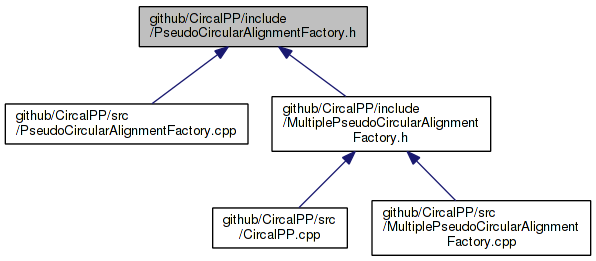 github/CircalPP/include
/PseudoCircularAlignmentFactory.h
github/CircalPP/src
/PseudoCircularAlignmentFactory.cpp
github/CircalPP/include
/MultiplePseudoCircularAlignment
Factory.h
github/CircalPP/src
/CircalPP.cpp
github/CircalPP/src
/MultiplePseudoCircularAlignment
Factory.cpp